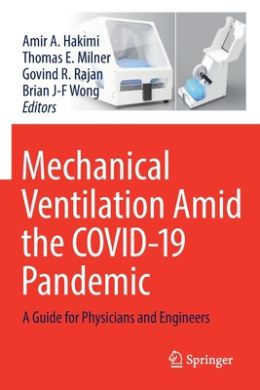 Amir A. Hakimi
Thomas E. Milner
Govind R. Rajan
Brian J-F Wong
Editors
Mechanical
Ventilation Amid
the COVID-19
Pandemic
A Guide for Physicians and Engineers
Springer